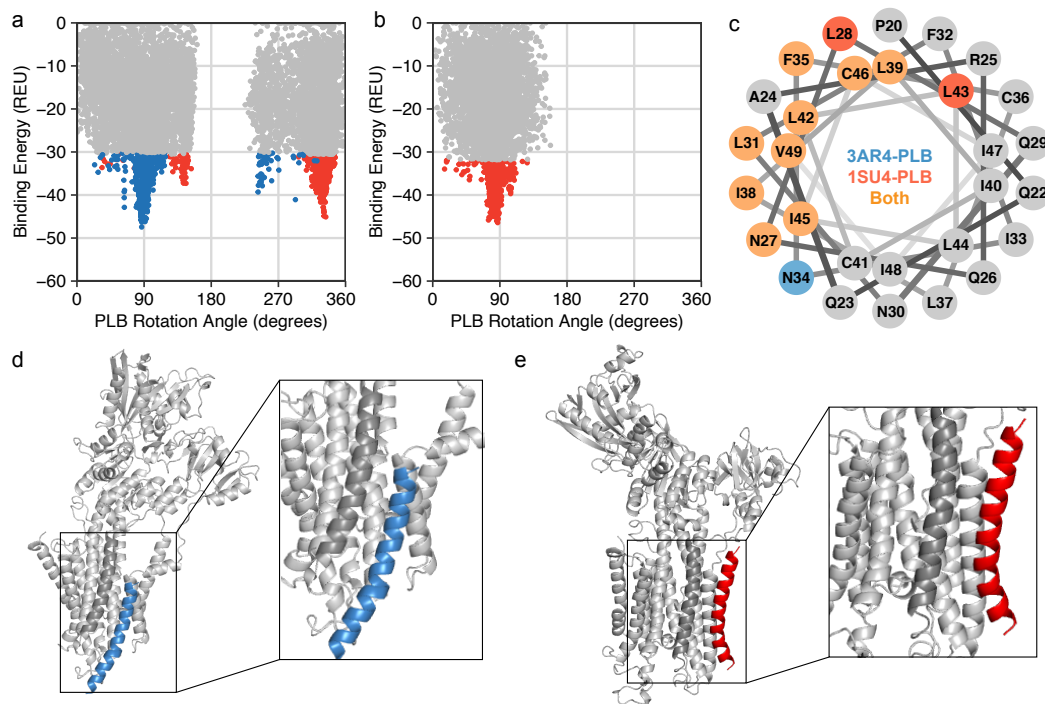 a
b
c
0
−10
−20
−30
−40
−50
−60
Binding Energy (REU)
0
90
180
270
360
PLB Rotation Angle (degrees)
0
−10
−20
−30
−40
−50
−60
Binding Energy (REU)
0
90
180
270
360
PLB Rotation Angle (degrees)
P20
L28
F32
F35
C46
L39
R25
A24
L43
C36
L42
L31
V49
I47
Q29
3AR4-PLB
1SU4-PLB
Both
I38
I40
Q22
I45
N27
L44
I33
C41
I48
N34
Q26
Q23
N30
L37
d
e